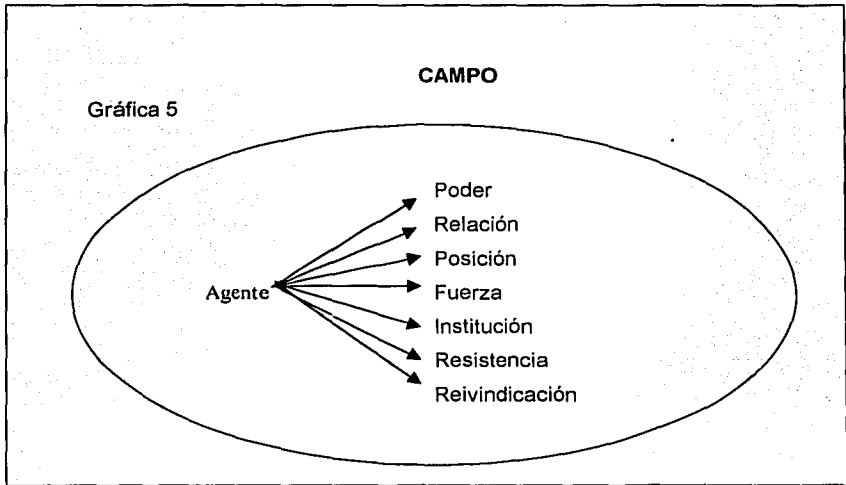 CAMPO
Gráfica 5
Poder
Relación
Posición
Agente
Fuerza
Institución
Resistencia
Reivindicación